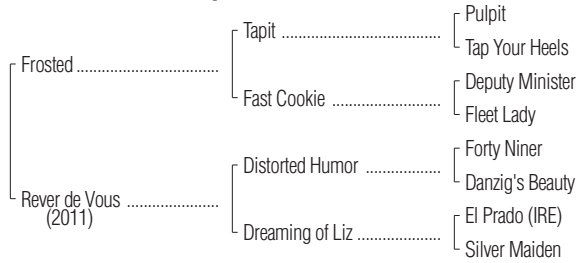 Pulpit
Tapit ..........................................
Tap Your Heels
Frosted ......................................
Deputy Minister
Fast Cookie .............................
Fleet Lady
Forty Niner
Distorted Humor ....................
Danzig's Beauty
Rever de Vous ........................
(2011)
El Prado (IRE)
Dreaming of Liz ......................
Silver Maiden